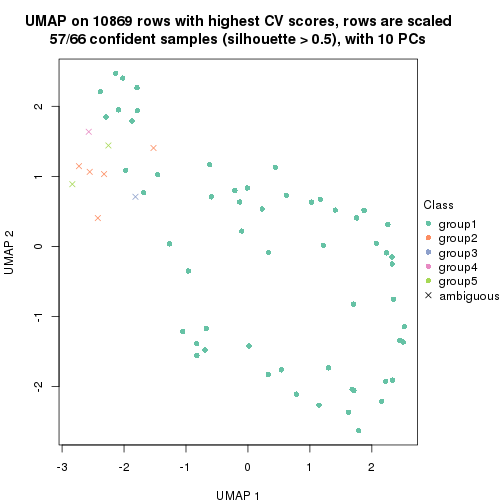 UMAP on 10869 rows with highest CV scores, rows are scaled
57/66 confident samples (silhouette > 0.5), with 10 PCs
UMAP 2
2
1
0
-1
-2
-3
-2
-1
0
1
2
UMAP 1
Class
group1
group2
group3
group4
group5
ambiguous